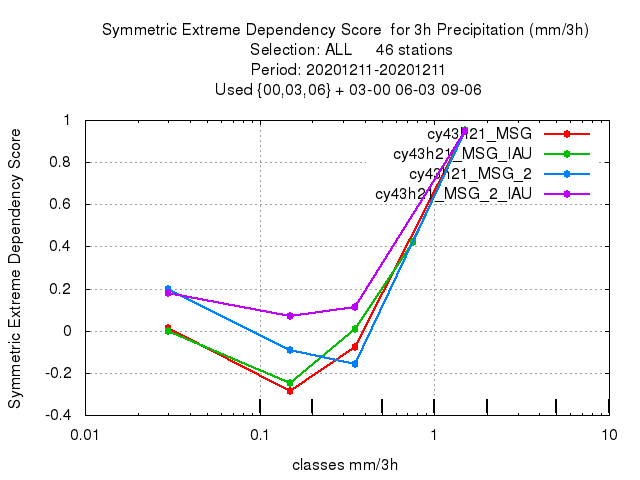 Symmetric Extreme Dependency Score  for 3h Precipitation (mm/3h)
Selection: ALL     46 stations
Period: 20201211-20201211
Used {00,03,06} + 03-00 06-03 09-06
Symmetric Extreme Dependency Score
1
0.8
0.6
0.4
0.2
0
-0.2
-0.4
cy43h21_MSG
cy43h21_MSG_IAU
cy43h21_MSG_2
cy43h21_MSG_2_IAU
0.01
0.1
1
10
classes mm/3h